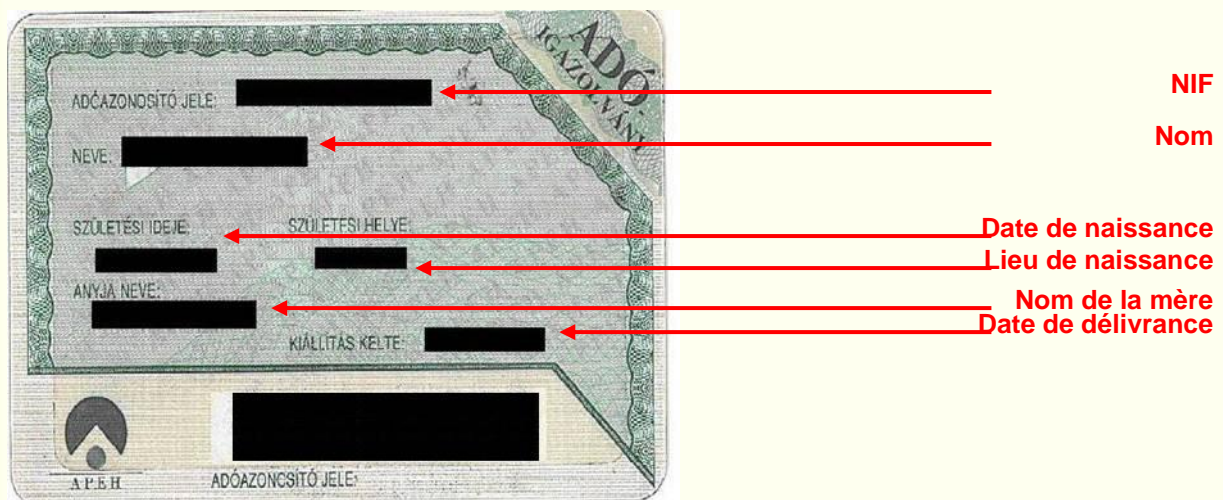 ADÓ-
IGAZOLVÁNY
ADÓAZONOSÍTÓ JELE:
NIF
NEVE:
Nom
SZÜLETÉSI IDEJE:
SZÜLETÉSI HELYE:
Date de naissance
Lieu de naissance
ANYJA NEVE:
Nom de la mère
KIÁLLÍTÁS KELTE:
Date de délivrance
APEH
ADÓAZONOSÍTÓ JELE: